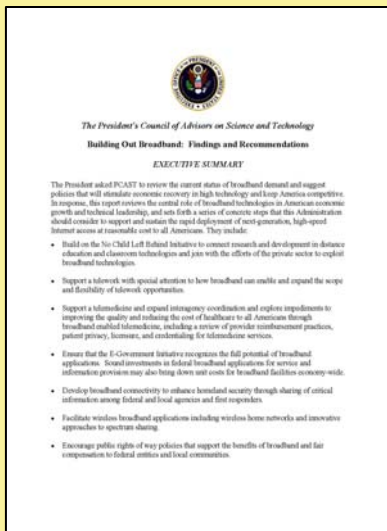 The President's Council of Advisors on Science and Technology
Building Out Broadband: Findings and Recommendations
EXECUTIVE SUMMARY
The President asked PCAST to review the current status of broadband demand and suggest
policies that will stimulate economic recovery in high technology and keep America competitive.
In response, this report reviews the central role of broadband technologies in American economic
growth and technical leadership, and sets forth a series of concrete steps that this Administration
should consider to support and sustain the rapid deployment of next-generation, high-speed
Internet access at reasonable cost to all Americans. They include:
• Build on the No Child Left Behind Initiative to connect research and development in distance
education and classroom technologies and join with the efforts of the private sector to exploit
broadband technologies.
• Support a telework with special attention to how broadband can enable and expand the scope
and flexibility of telework opportunities.
• Support a telemedicine and expand interagency coordination and explore impediments to
improving the quality and reducing the cost of healthcare to all Americans through
broadband enabled telemedicine, including a review of provider reimbursement practices,
patient privacy, licensure, and credentialing for telemedicine services.
• Ensure that the E-Government Initiative recognizes the full potential of broadband
applications. Sound investments in federal broadband applications for service and
information provision may also bring down unit costs for broadband facilities economy-wide.
• Develop broadband connectivity to enhance homeland security through sharing of critical
information among federal and local agencies and first responders.
• Facilitate wireless broadband applications including wireless home networks and innovative
approaches to spectrum sharing.
• Encourage public rights of way policies that support the benefits of broadband and fair
compensation to federal entities and local communities.